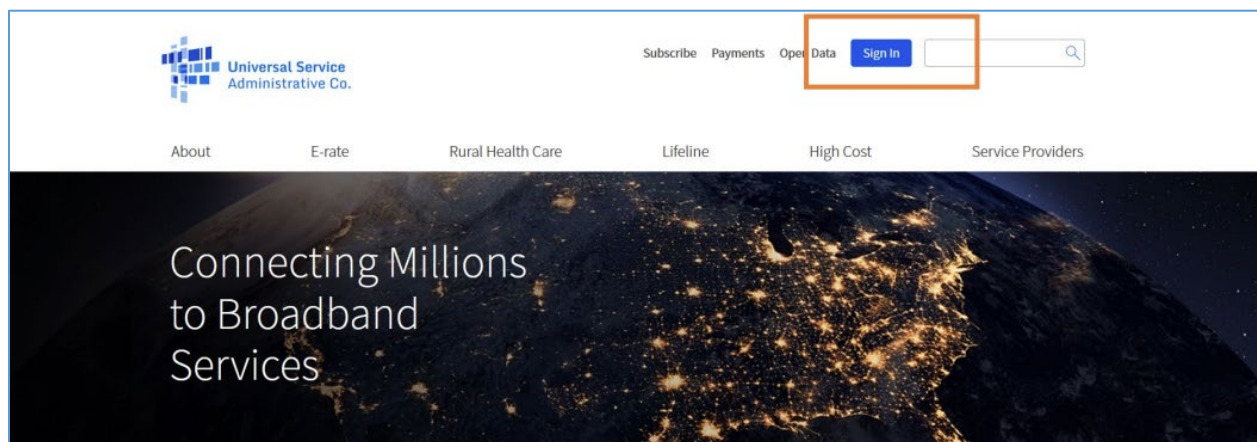 Universal Service
Administrative Co.
Subscribe Payments Open Data Sign In
About E-rate Rural Health Care Lifeline High Cost Service Providers
Connecting Millions
to Broadband
Services